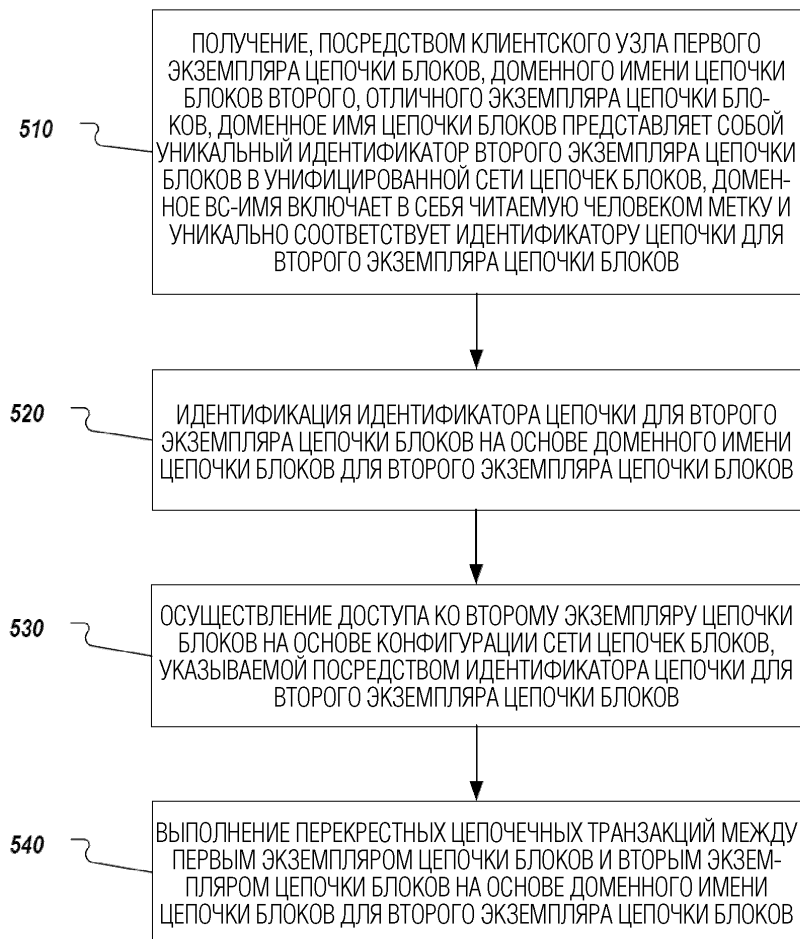 ПОЛУЧЕНИЕ, ПОСРЕДСТВОМ КЛИЕНТСКОГО УЗЛА ПЕРВОГО
ЭКЗЕМПЛЯРА ЦЕПОЧКИ БЛОКОВ, ДОМЕННОГО ИМЕНИ ЦЕПОЧКИ
БЛОКОВ ВТОРОГО, ОТЛИЧНОГО ЭКЗЕМПЛЯРА ЦЕПОЧКИ БЛО-
510
КОВ, ДОМЕННОЕ ИМЯ ЦЕПОЧКИ БЛОКОВ ПРЕДСТАВЛЯЕТ СОБОЙ
УНИКАЛЬНЫЙ ИДЕНТИФИКАТОР ВТОРОГО ЭКЗЕМПЛЯРА ЦЕПОЧКИ
БЛОКОВ В УНИФИЦИРОВАННОЙ СЕТИ ЦЕПОЧЕК БЛОКОВ, ДОМЕН-
НОЕ ВС-ИМЯ ВКЛЮЧАЕТ В СЕБЯ ЧИТАЕМУЮ ЧЕЛОВЕКОМ МЕТКУ И
УНИКАЛЬНО СООТВЕТСТВУЕТ ИДЕНТИФИКАТОРУ ЦЕПОЧКИ ДЛЯ
ВТОРОГО ЭКЗЕМПЛЯРА ЦЕПОЧКИ БЛОКОВ
520
ИДЕНТИФИКАЦИЯ ИДЕНТИФИКАТОРА ЦЕПОЧКИ ДЛЯ ВТОРОГО
ЭКЗЕМПЛЯРА ЦЕПОЧКИ БЛОКОВ НА ОСНОВЕ ДОМЕННОГО ИМЕНИ
ЦЕПОЧКИ БЛОКОВ ДЛЯ ВТОРОГО ЭКЗЕМПЛЯРА ЦЕПОЧКИ БЛОКОВ
530
ОСУЩЕСТВЛЕНИЕ ДОСТУПА КО ВТОРОМУ ЭКЗЕМПЛЯРУ ЦЕПОЧКИ
БЛОКОВ НА ОСНОВЕ КОНФИГУРАЦИИ СЕТИ ЦЕПОЧЕК БЛОКОВ,
УКАЗЫВАЕМОЙ ПОСРЕДСТВОМ ИДЕНТИФИКАТОРА ЦЕПОЧКИ ДЛЯ
ВТОРОГО ЭКЗЕМПЛЯРА ЦЕПОЧКИ БЛОКОВ
540
ВЫПОЛНЕНИЕ ПЕРЕКРЕСТНЫХ ЦЕПОЧЕЧНЫХ ТРАНЗАКЦИЙ МЕЖДУ
ПЕРВЫМ ЭКЗЕМПЛЯРОМ ЦЕПОЧКИ БЛОКОВ И ВТОРЫМ ЭКЗЕМ-
ПЛЯРОМ ЦЕПОЧКИ БЛОКОВ НА ОСНОВЕ ДОМЕННОГО ИМЕНИ
ЦЕПОЧКИ БЛОКОВ ДЛЯ ВТОРОГО ЭКЗЕМПЛЯРА ЦЕПОЧКИ БЛОКОВ